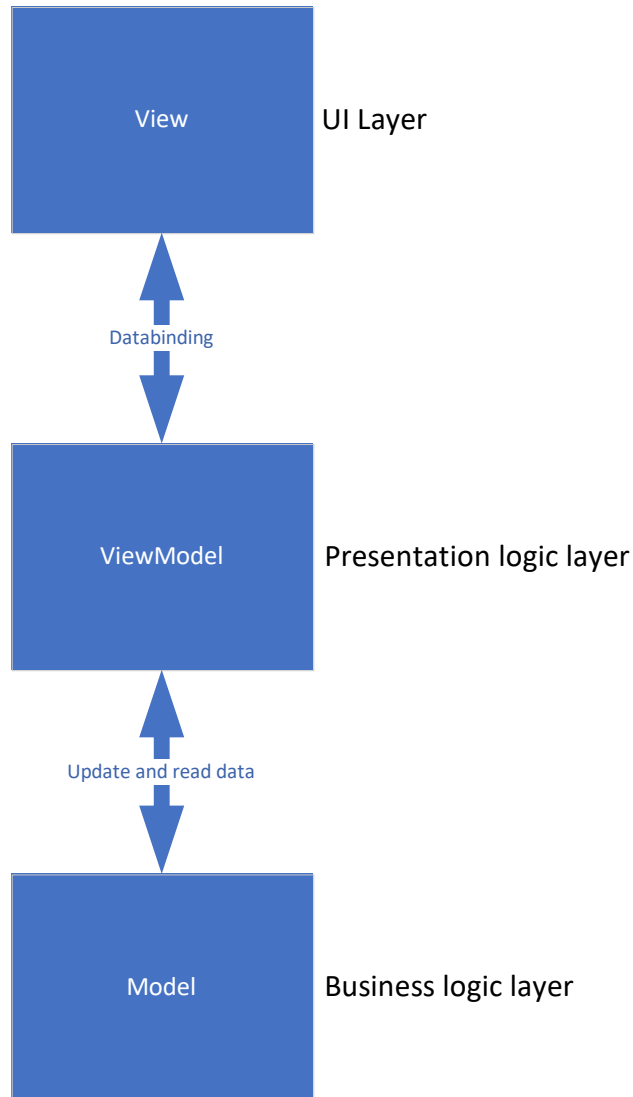 View
UI Layer
Databinding
ViewModel
Presentation logic layer
Update and read data
Model
Business logic layer